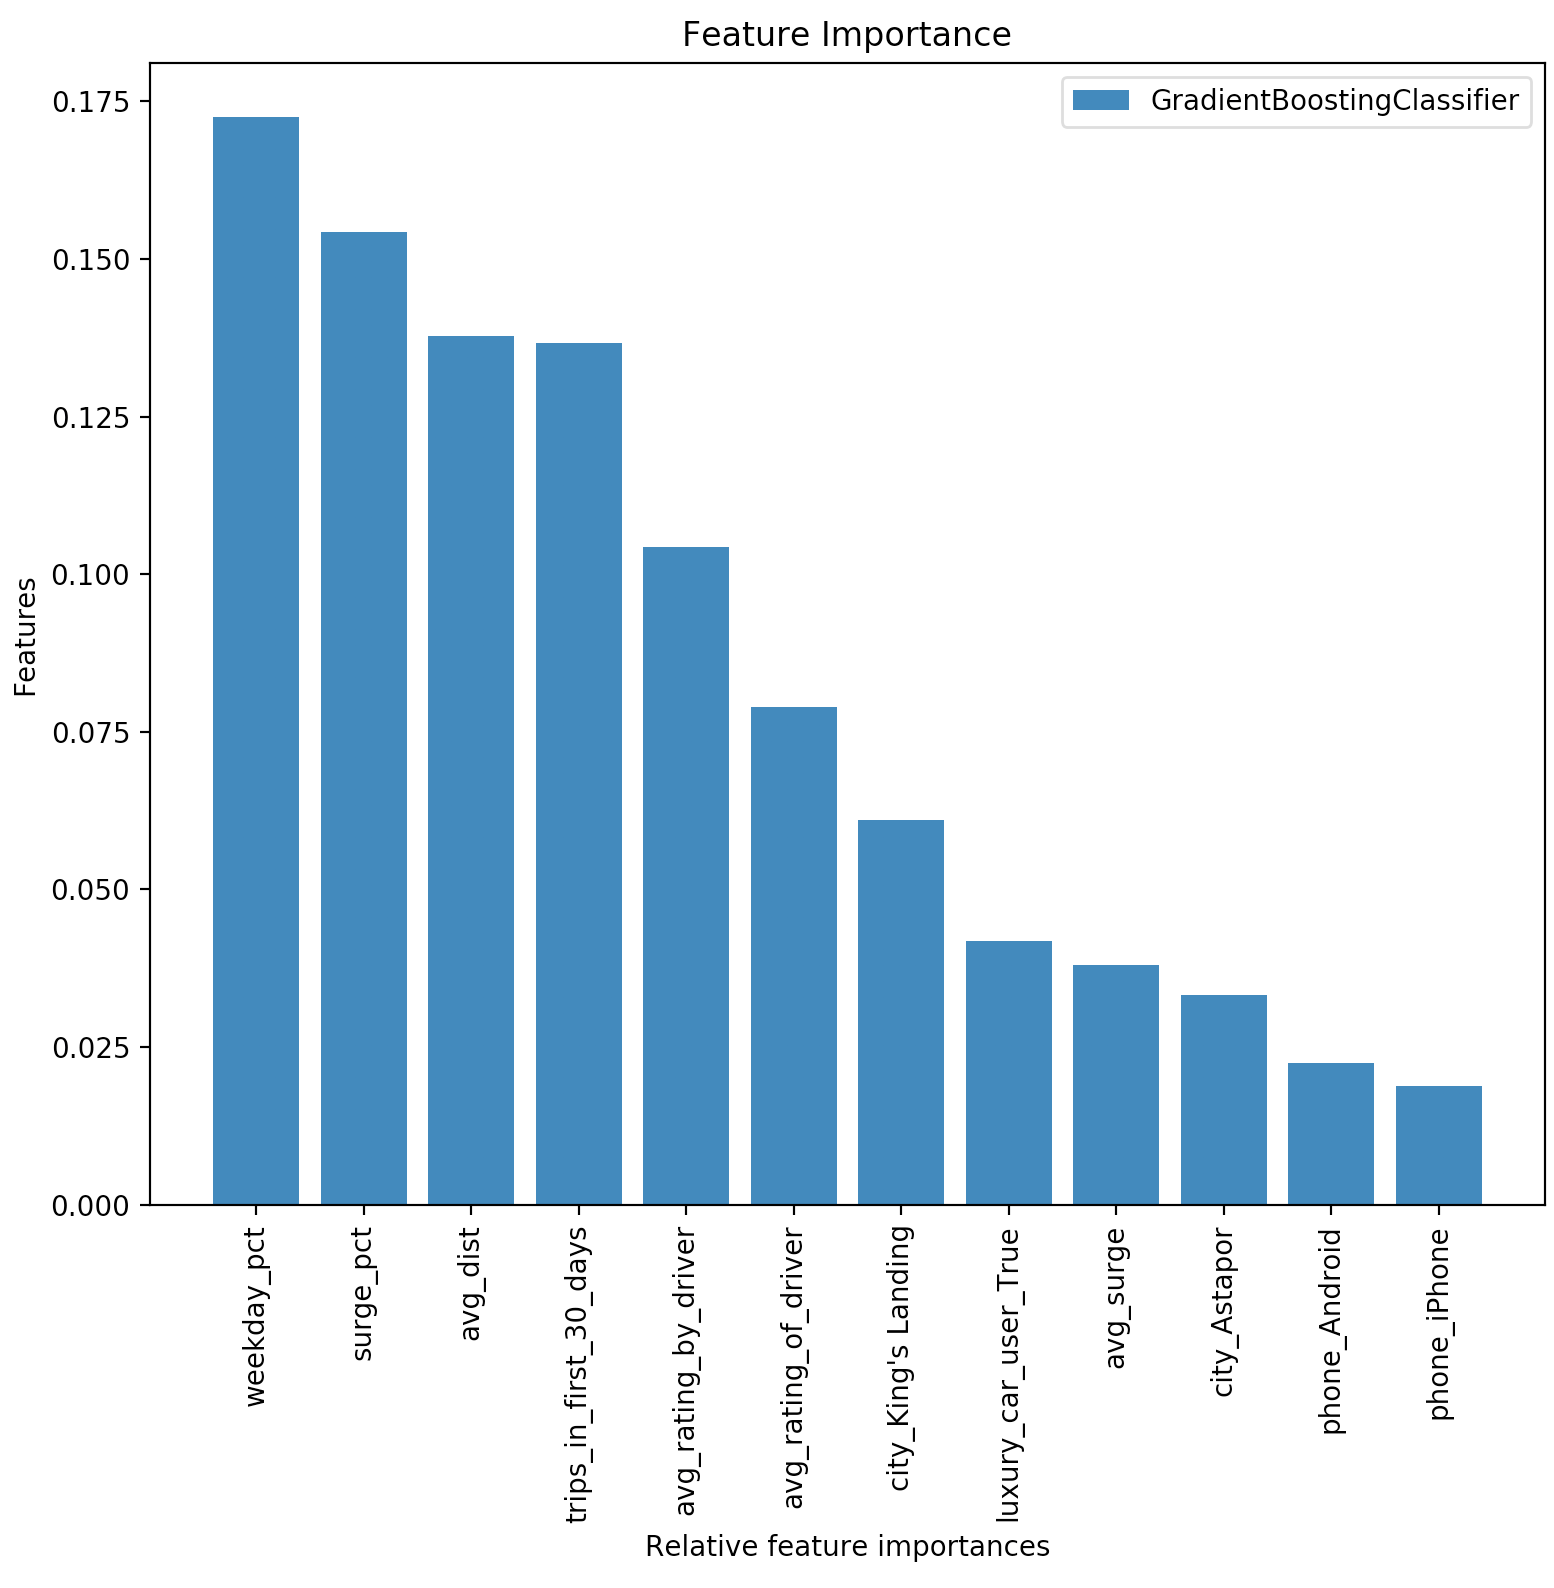 Feature Importance
GradientBoostingClassifier
0.175
0.150
0.125
0.100
0.075
0.050
0.025
0.000
Features
weekday_pct
surge_pct
avg_dist
trips_in_first_30_days
avg_rating_by_driver
avg_rating_of_driver
city_King's Landing
luxury_car_user_True
avg_surge
city_Astapor
phone_Android
phone_iPhone
Relative feature importances